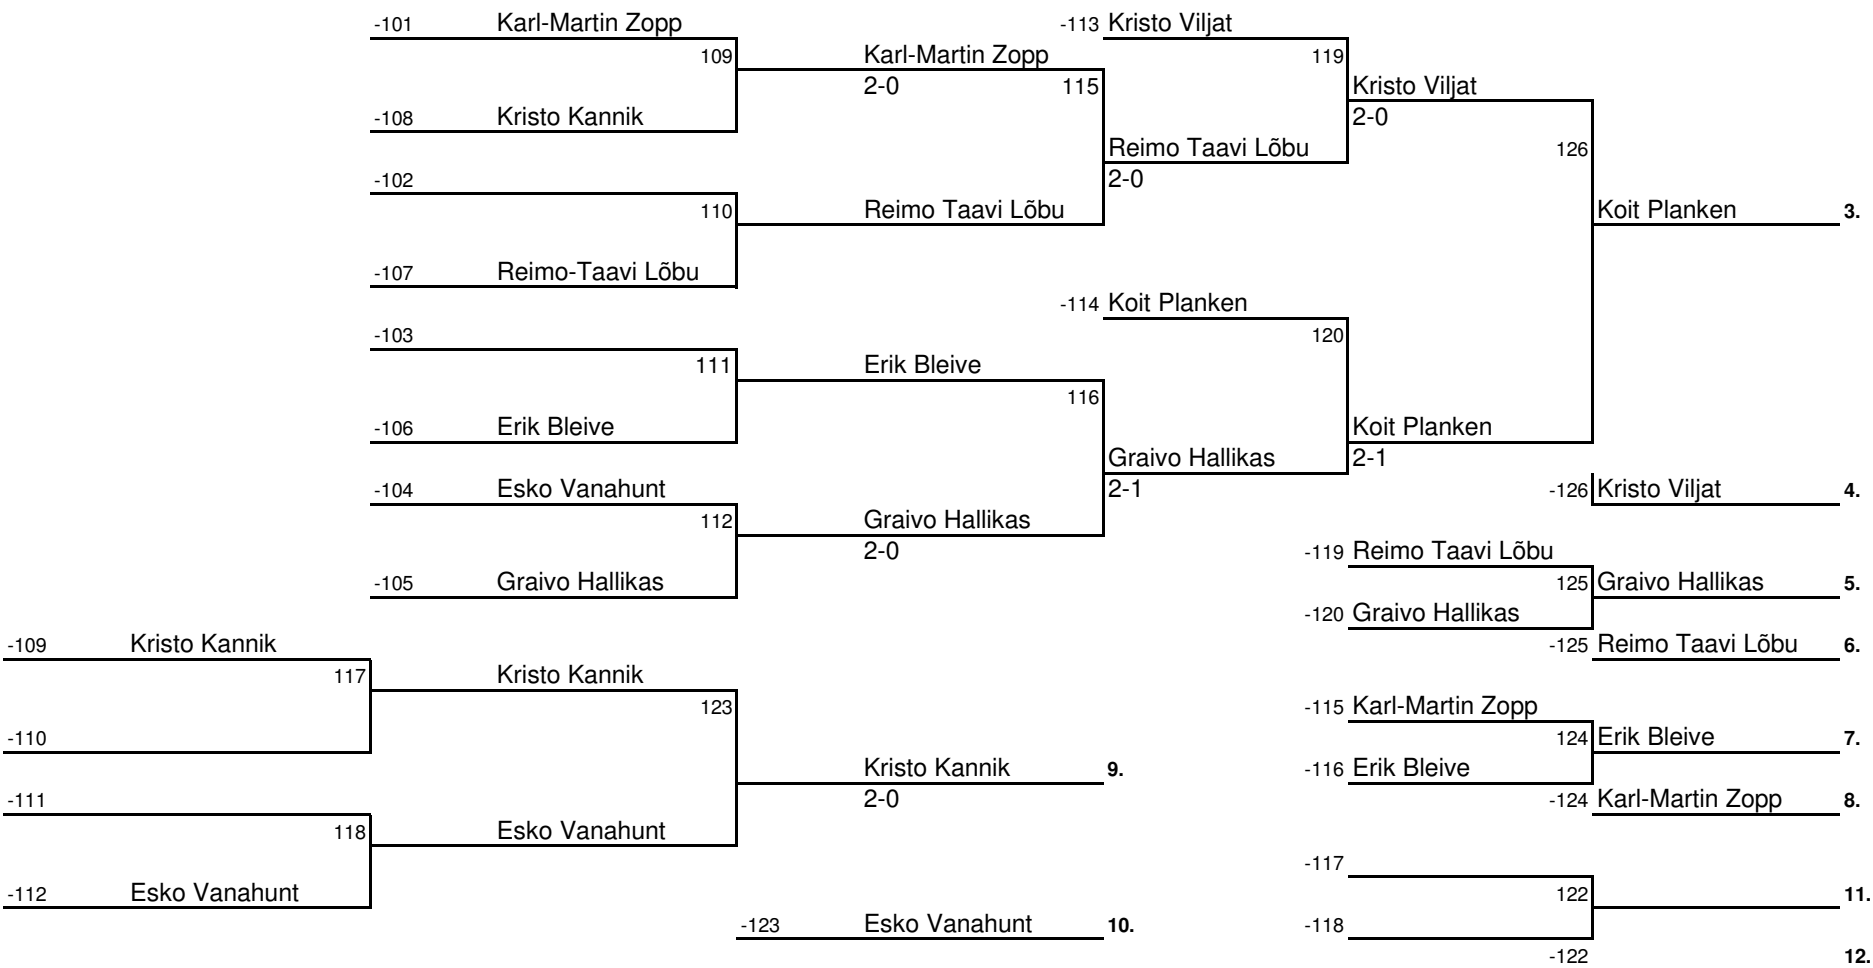 -101 Karl-Martin Zopp
-113 Kristo Viljat
109
Karl-Martin Zopp
119
2-0
115
Kristo Viljat
-108 Kristo Kannik
2-0
Reimo Taavi Lõbu
126
-102
2-0
110
Reimo Taavi Lõbu
Koit Planken 3.
-107 Reimo-Taavi Lõbu
-114 Koit Planken
-103
120
111
Erik Bleive
116
-106 Erik Bleive
Koit Planken
Graivo Hallikas
2-1
-104 Esko Vanahunt
2-1
-126 Kristo Viljat 4.
112
Graivo Hallikas
2-0
-119 Reimo Taavi Lõbu
-105 Graivo Hallikas
125 Graivo Hallikas 5.
-120 Graivo Hallikas
-109 Kristo Kannik
-125 Reimo Taavi Lõbu 6.
117
Kristo Kannik
123
-115 Karl-Martin Zopp
-110
124 Erik Bleive 7.
Kristo Kannik 9.
-116 Erik Bleive
-111
2-0
-124 Karl-Martin Zopp 8.
118
Esko Vanahunt
-117
-112 Esko Vanahunt
122
11.
-123 Esko Vanahunt 10.
-118
-122
12.